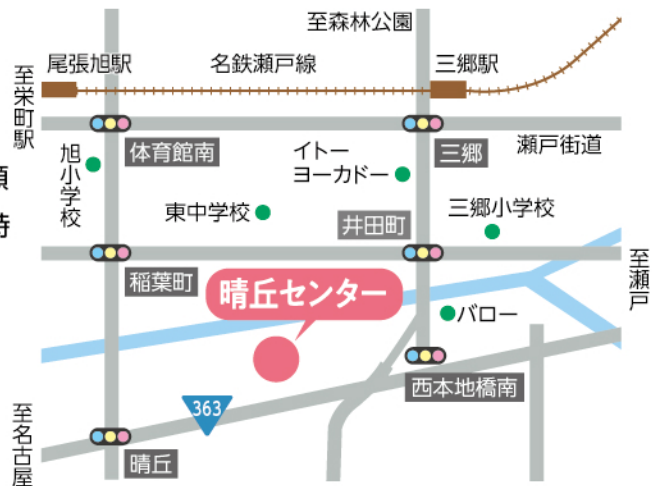 至森林公園
尾張旭駅
名鉄瀬戸線
三郷駅
至栄町駅
体育館南
三郷
瀬戸街道
旭小学校
イトー
ヨーカドー
東中学校
三郷小学校
井田町
稲葉町
至瀬戸
晴丘センター
バロー
西本地橋南
363
至名古屋
晴丘